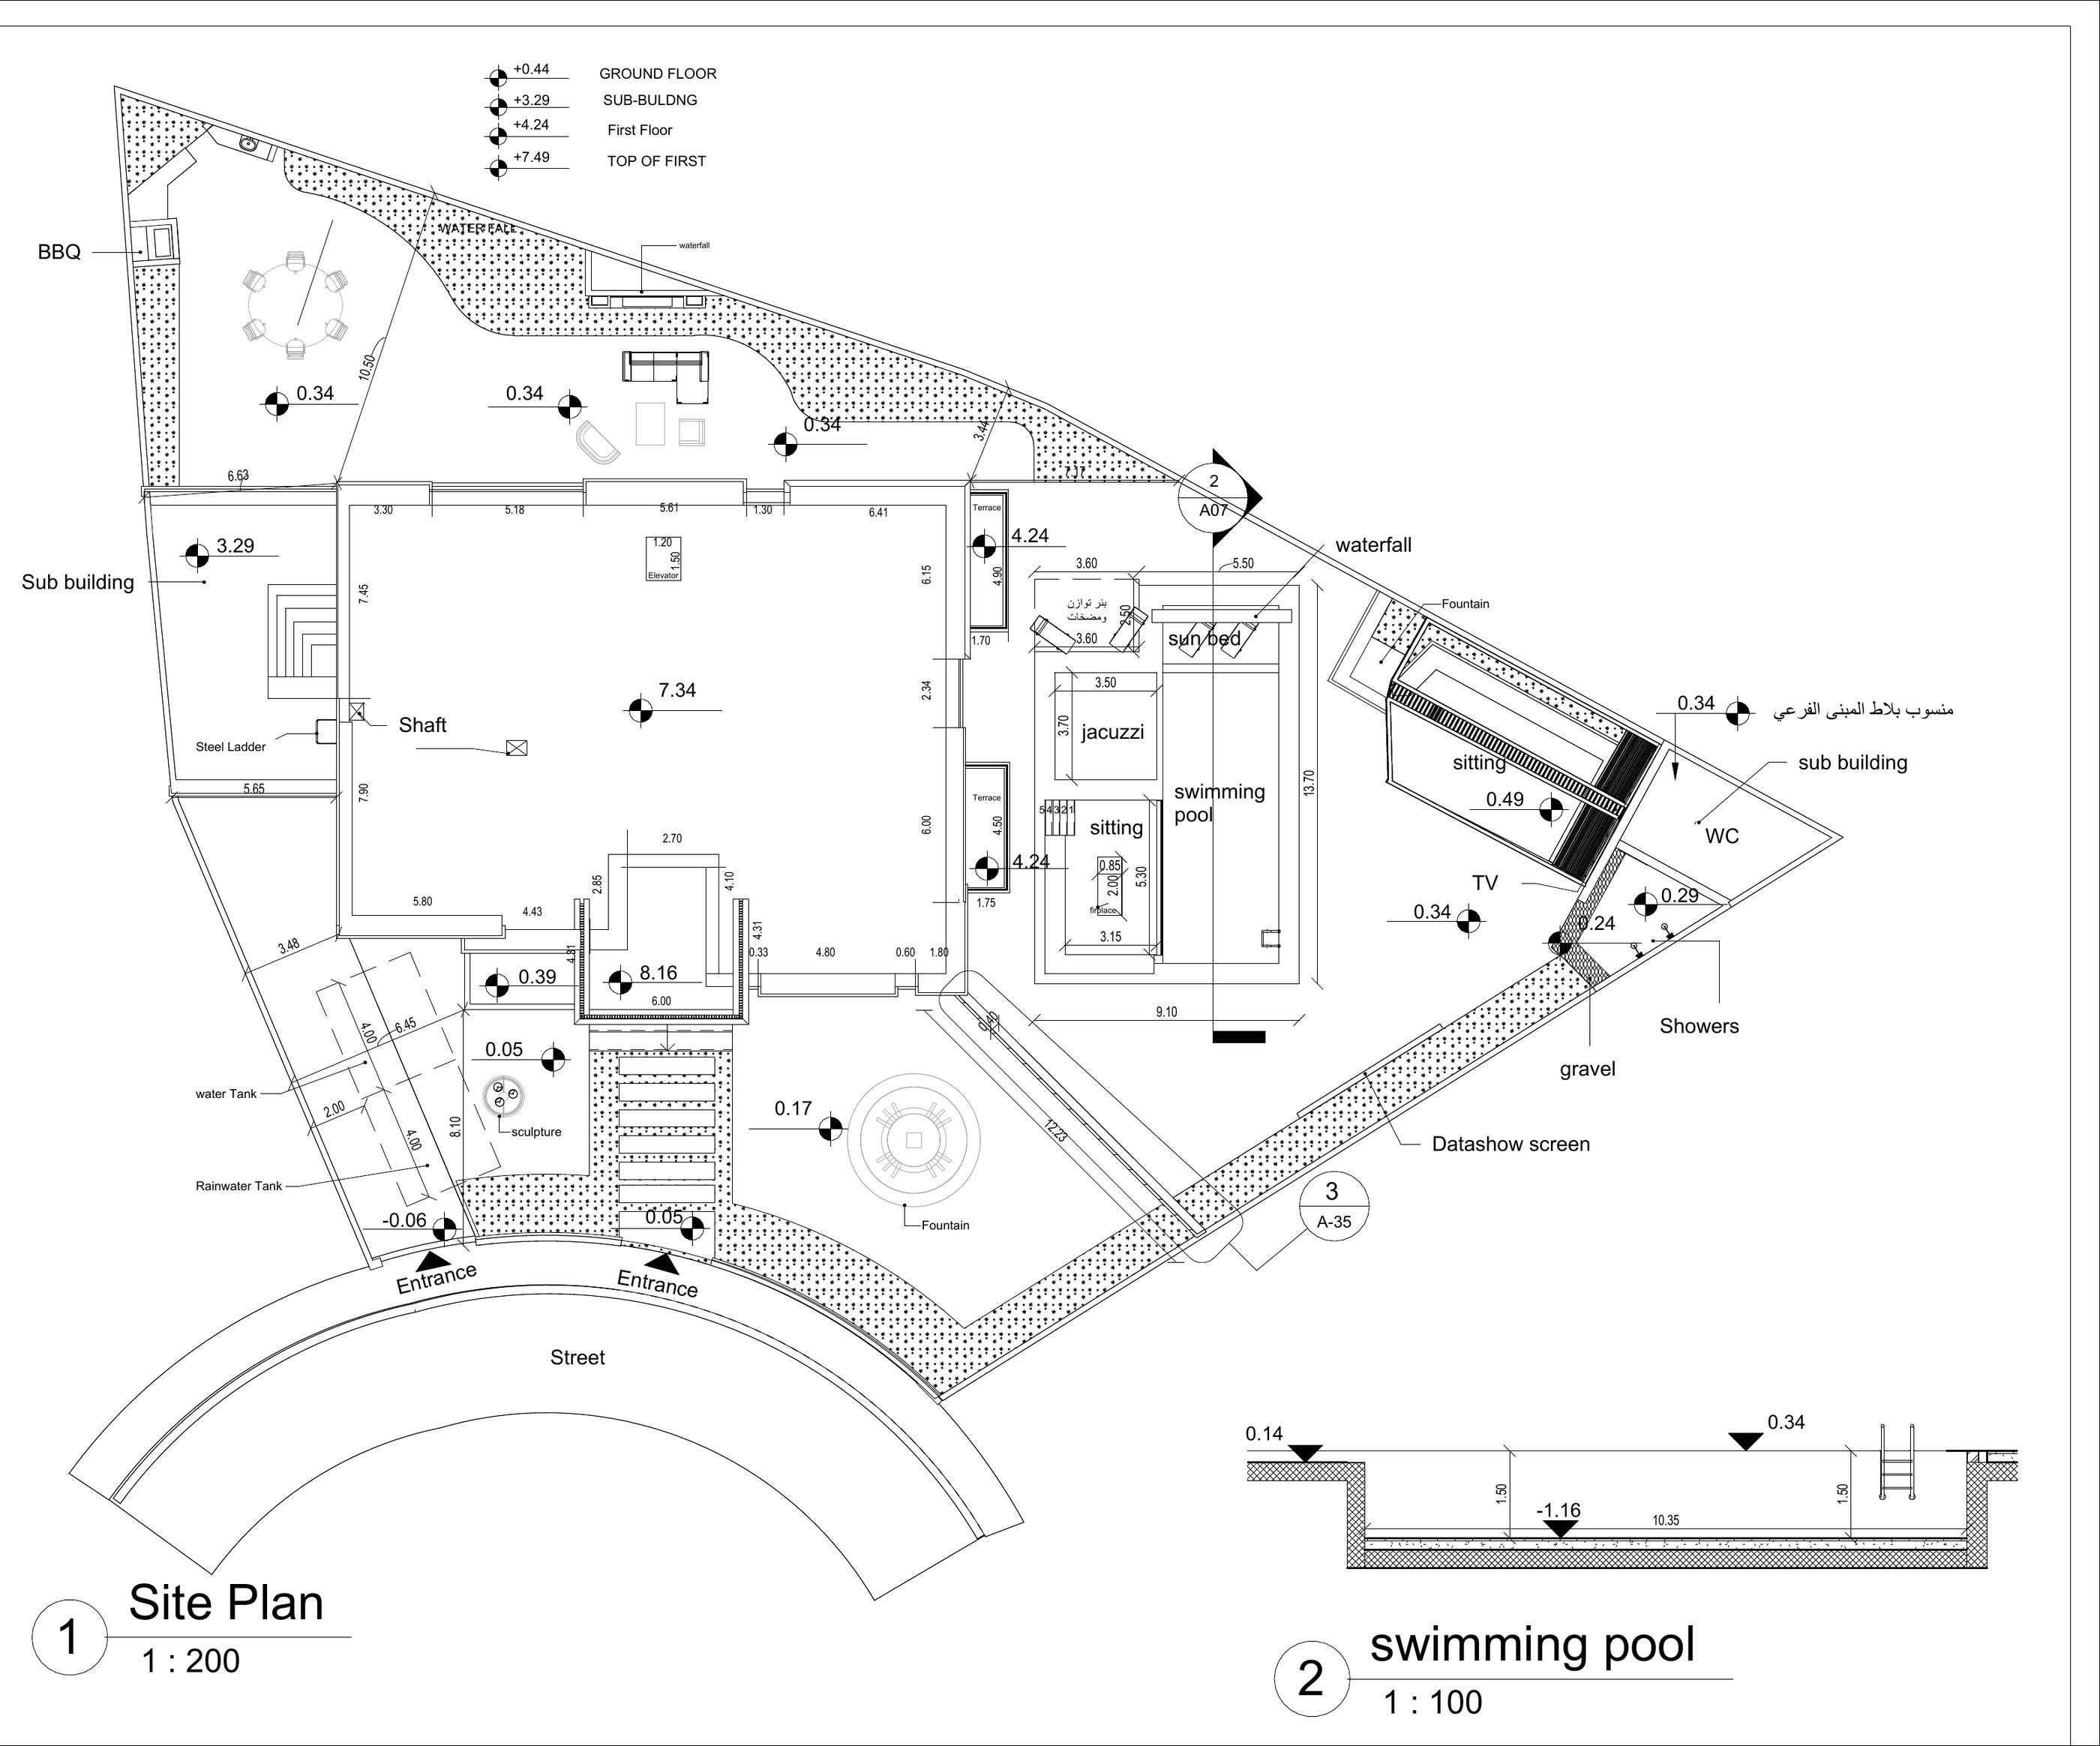 +0.44 GROUND FLOOR
+3.29 SUB-BULDNG
+4.24 First Floor
+7.49 TOP OF FIRST
WATER FALL
waterfall
BBQ
10.50
0.34
0.34
0.34
3.44
7.17
6.63
3.30
5.18
5.61
1.30
6.41
2
A07
Terrace
4.24
4.90
1.70
3.29
Sub building
1.20
1.50
Elevator
7.45
6.15
3.60
5.50
waterfall
بئر توازن
ومضخات
2.50
3.60
sun bed
Fountain
7.34
Shaft
Steel Ladder
2.34
3.50
3.70
jacuzzi
0.34
منسوب بلاط المبنى الفرعي
sub building
sitting
0.49
WC
5.65
7.90
swimming
pool
13.70
Terrace
4.50
4.24
1.75
6.00
5 4 3 2 1
sitting
0.85
2.00
5.30
fireplace
3.15
2.70
2.85
4.10
5.80
4.43
4.31
4.31
0.33
4.80
0.60
1.80
TV
0.34
0.29
0.24
3.48
0.39
8.16
6.00
9.10
0.40
Showers
gravel
4.00
6.45
0.05
water Tank
2.00
4.00
8.10
sculpture
0.17
12.23
Datashow screen
Rainwater Tank
-0.06
0.05
Fountain
3
A-35
Entrance
Entrance
Street
0.14
0.34
1.50
1.50
-1.16
10.35
1
Site Plan
1 : 200
2
swimming pool
1 : 100